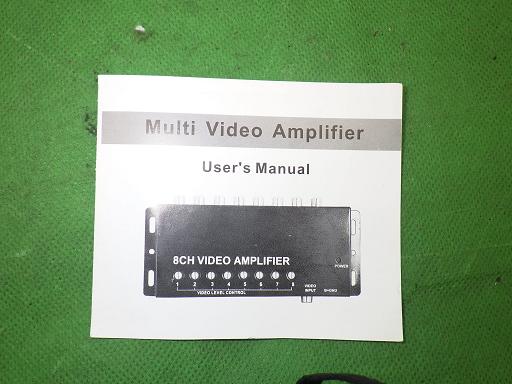 Multi Video Amplifier
User's Manual
8CH VIDEO AMPLIFIER
POWER
1 2 3 4 5 6 7 8
VIDEO LEVEL CONTROL
VIDEO
INPUT